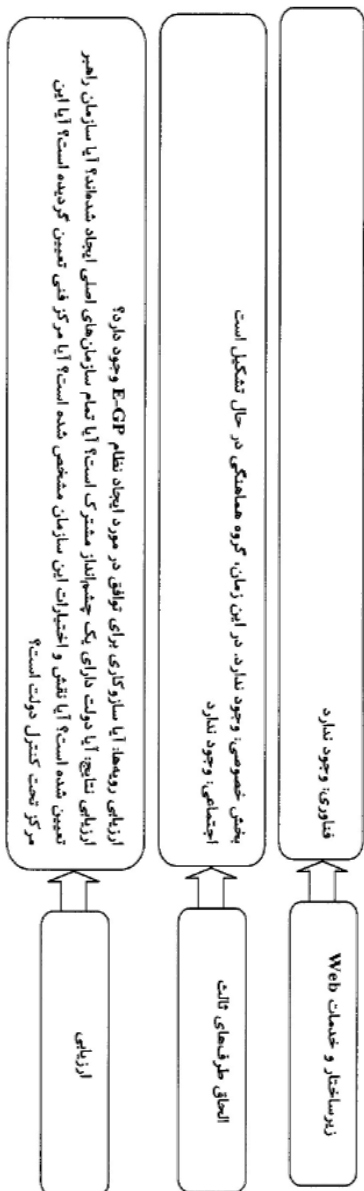 زیرساختار و خدمات Web
فناوری: وجود ندارد
الحاق طرف‌های ثالث
بخش خصوصی: وجود ندارد. در این زمان، گروه هماهنگی در حال تشکیل است
اجتماعی: وجود ندارد
ارزیابی
ارزیابی رویه‌ها: آیا سازوکاری برای توافق در مورد ایجاد نظام E-GP وجود دارد؟
ارزیابی نتایج: آیا دولت دارای یک چشم‌انداز مشترک است؟ آیا تمام سازمان‌های اصلی ایجاد شده‌اند؟ آیا سازمان راهبر
تعیین شده است؟ آیا نقش و اختیارات این سازمان مشخص شده است؟ آیا مرکز فنی تعیین گردیده است؟ آیا این
مرکز تحت کنترل دولت است؟